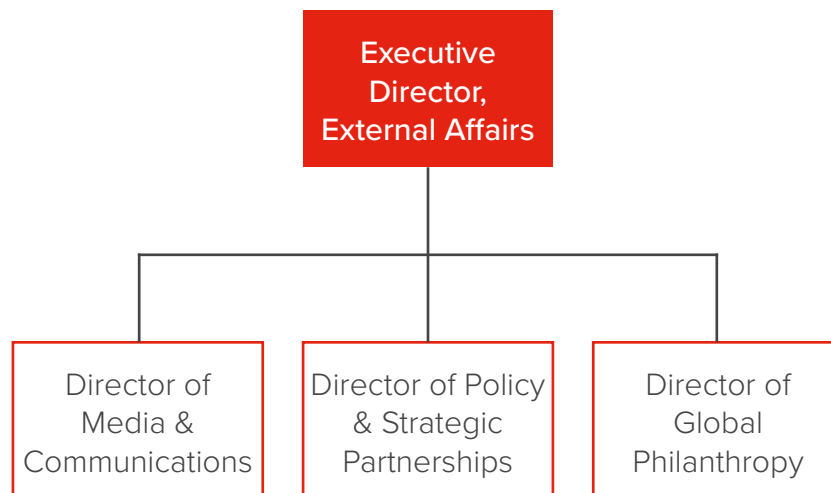 Executive
Director,
External Affairs
Director of
Media &
Communications
Director of Policy
& Strategic
Partnerships
Director of
Global
Philanthropy